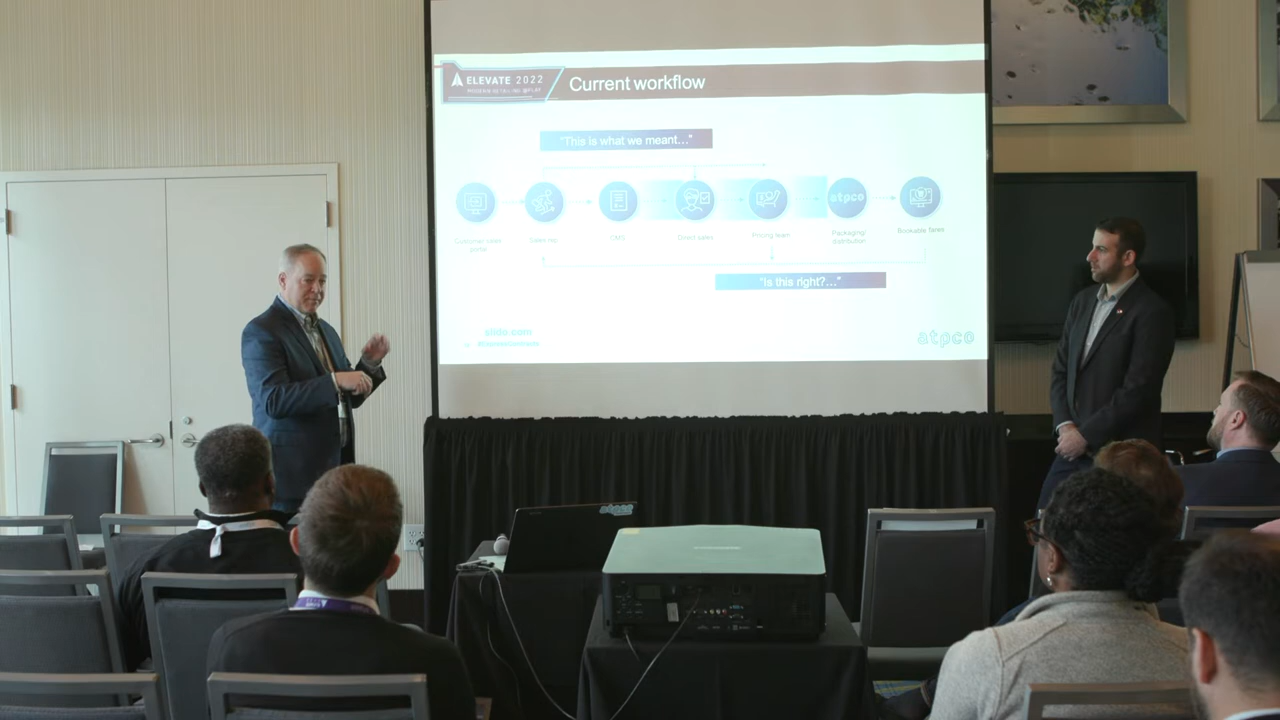 ELEVATE 2022
Current workflow
"This is what we meant..."
atpco
Customer sales
portal
Sales rep
CMS
Direct sales
Pricing team
Packaging/
distribution
Bookable fares
"Is this right?..."
slido.com
atpco
atpco